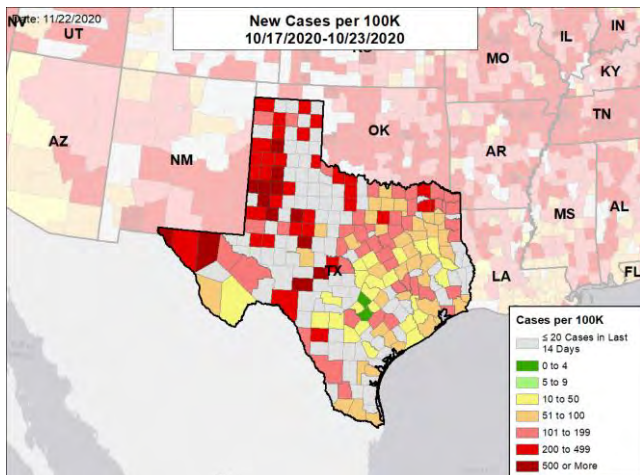 Date: 11/22/2020
New Cases per 100K
10/17/2020-10/23/2020
NV
UT
IL
IN
MO
KY
TN
AZ
NM
OK
AR
MS
AL
TX
LA
FL
Cases per 100K
≤ 20 Cases in Last
14 Days
0 to 4
5 to 9
10 to 50
51 to 100
101 to 199
200 to 499
500 or More